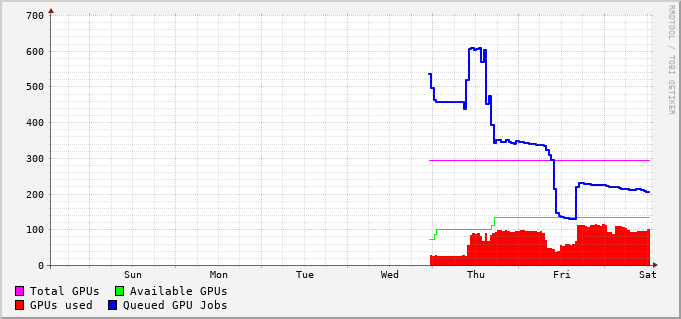 700
600
500
400
300
200
100
0
Sun Mon Tue Wed Thu Fri Sat
Total GPUs Available GPUs
GPUs used Queued GPU Jobs
RRDTOOL / TOBI OETIKER